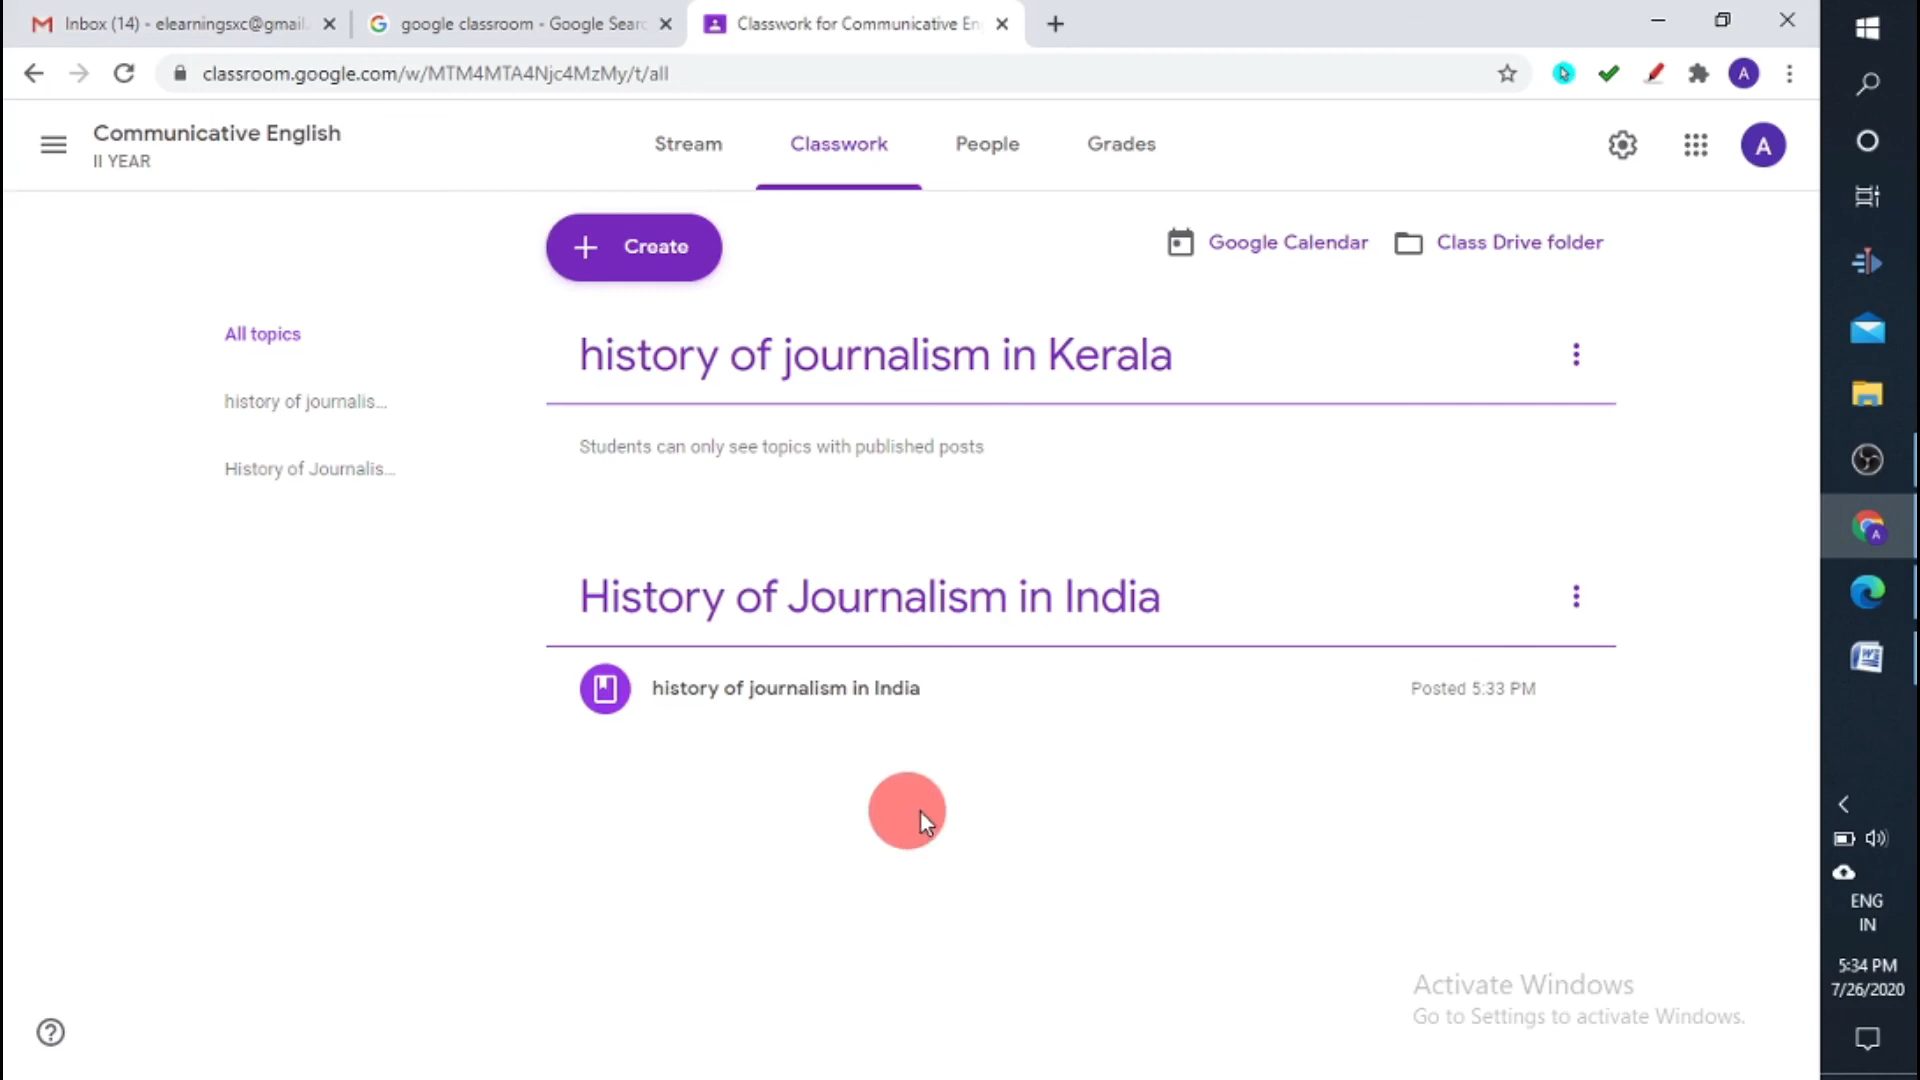 Inbox (14) - elearningsxc@gmail.
google classroom - Google Searc
Classwork for Communicative En
classroom.google.com/w/MTM4MTA4Njc4MzMy/t/all
A
Communicative English
II YEAR
Stream
Classwork
People
Grades
A
Create
Google Calendar
Class Drive folder
All topics
history of journalis...
History of Journalis...
history of journalism in Kerala
Students can only see topics with published posts
History of Journalism in India
history of journalism in India
Posted 5:33 PM
Activate Windows
Go to Settings to activate Windows.
A
ENG
IN
5:34 PM
7/26/2020